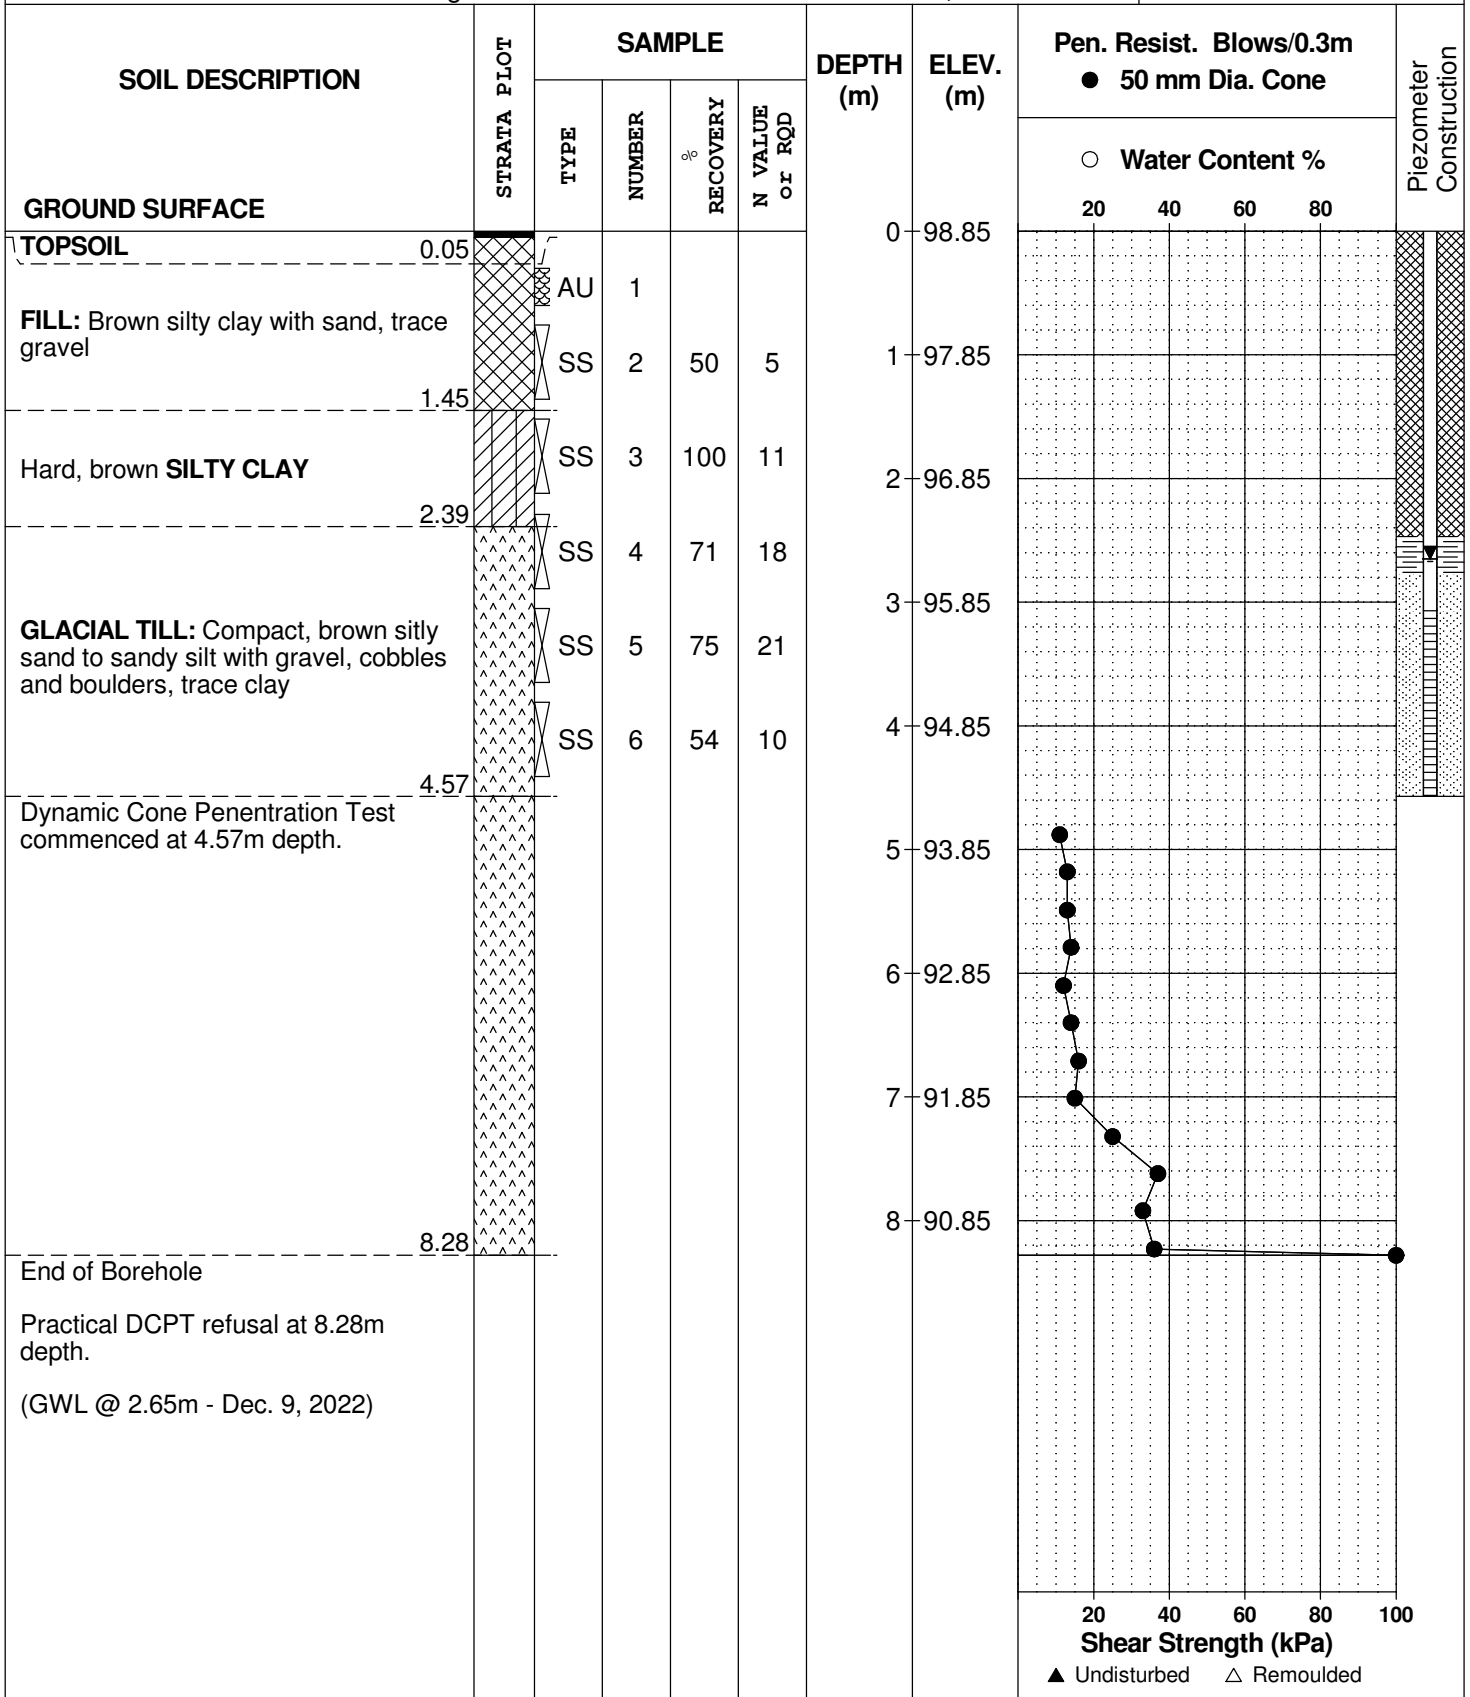 SOIL DESCRIPTION
GROUND SURFACE
STRATA PLOT
SAMPLE
TYPE
NUMBER
% RECOVERY
N VALUE or RQD
DEPTH (m)
ELEV. (m)
Pen. Resist. Blows/0.3m
● 50 mm Dia. Cone
○ Water Content %
20 40 60 80
Piezometer Construction
TOPSOIL 0.05
0 98.85
AU 1
FILL: Brown silty clay with sand, trace
gravel
SS 2 50 5
1 97.85
1.45
Hard, brown SILTY CLAY
SS 3 100 11
2 96.85
2.39
SS 4 71 18
3 95.85
GLACIAL TILL: Compact, brown sitly
sand to sandy silt with gravel, cobbles
and boulders, trace clay
SS 5 75 21
4 94.85
SS 6 54 10
4.57
Dynamic Cone Penentration Test
commenced at 4.57m depth.
5 93.85
6 92.85
7 91.85
8 90.85
8.28
End of Borehole
Practical DCPT refusal at 8.28m
depth.
(GWL @ 2.65m - Dec. 9, 2022)
20 40 60 80 100
Shear Strength (kPa)
▲ Undisturbed △ Remoulded